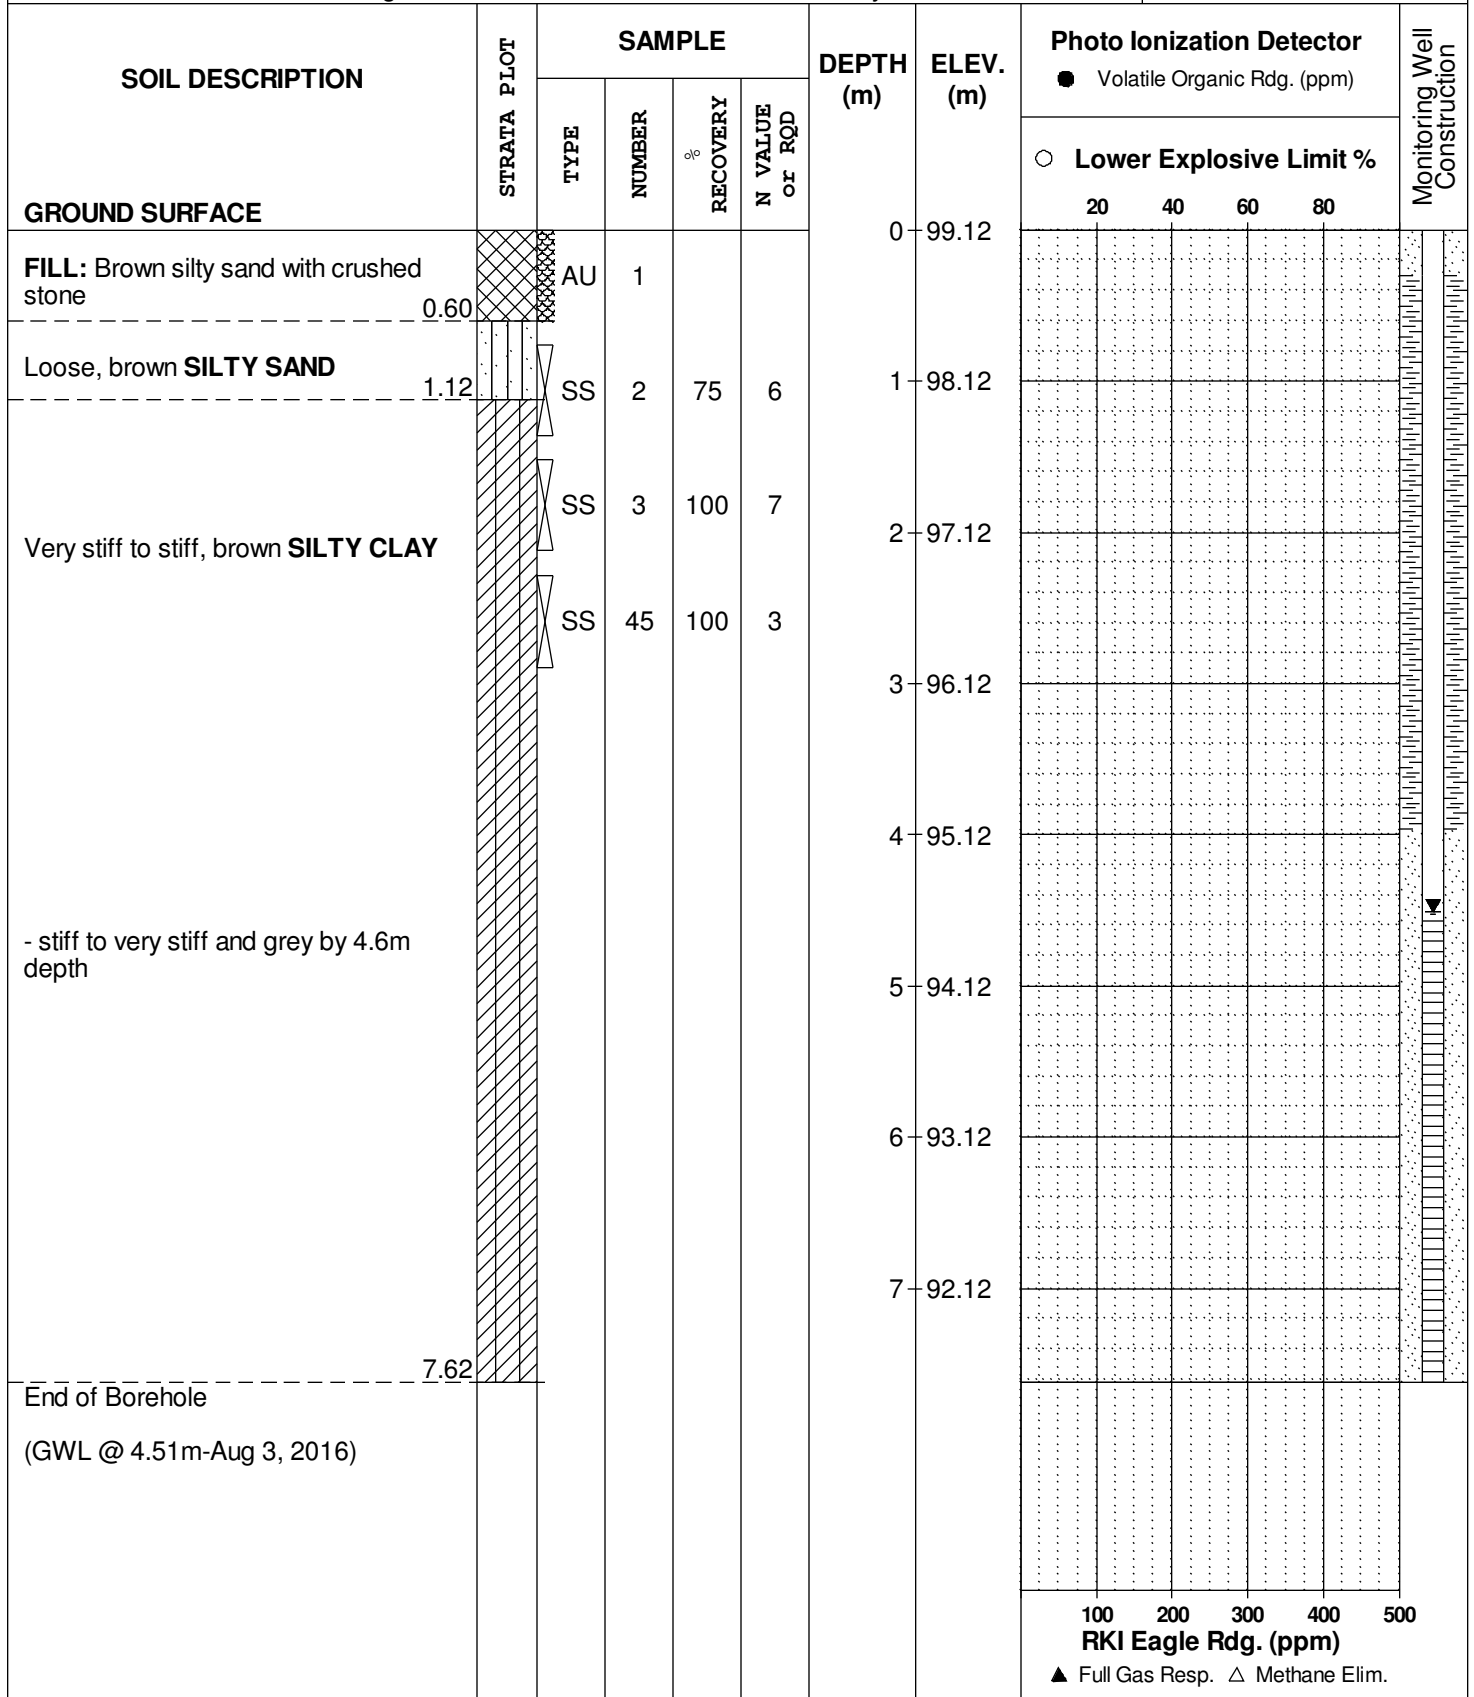 SOIL DESCRIPTION
GROUND SURFACE
STRATA PLOT
SAMPLE
TYPE
NUMBER
%
RECOVERY
N VALUE
or RQD
DEPTH
(m)
ELEV.
(m)
Photo Ionization Detector
● Volatile Organic Rdg. (ppm)
○ Lower Explosive Limit %
20 40 60 80
Monitoring Well
Construction
0 99.12
FILL: Brown silty sand with crushed
stone
0.60
AU 1
Loose, brown SILTY SAND
1.12
SS 2 75 6
1 98.12
SS 3 100 7
2 97.12
Very stiff to stiff, brown SILTY CLAY
SS 45 100 3
3 96.12
4 95.12
- stiff to very stiff and grey by 4.6m
depth
5 94.12
6 93.12
7 92.12
7.62
End of Borehole
(GWL @ 4.51m-Aug 3, 2016)
100 200 300 400 500
RKI Eagle Rdg. (ppm)
▲ Full Gas Resp. △ Methane Elim.